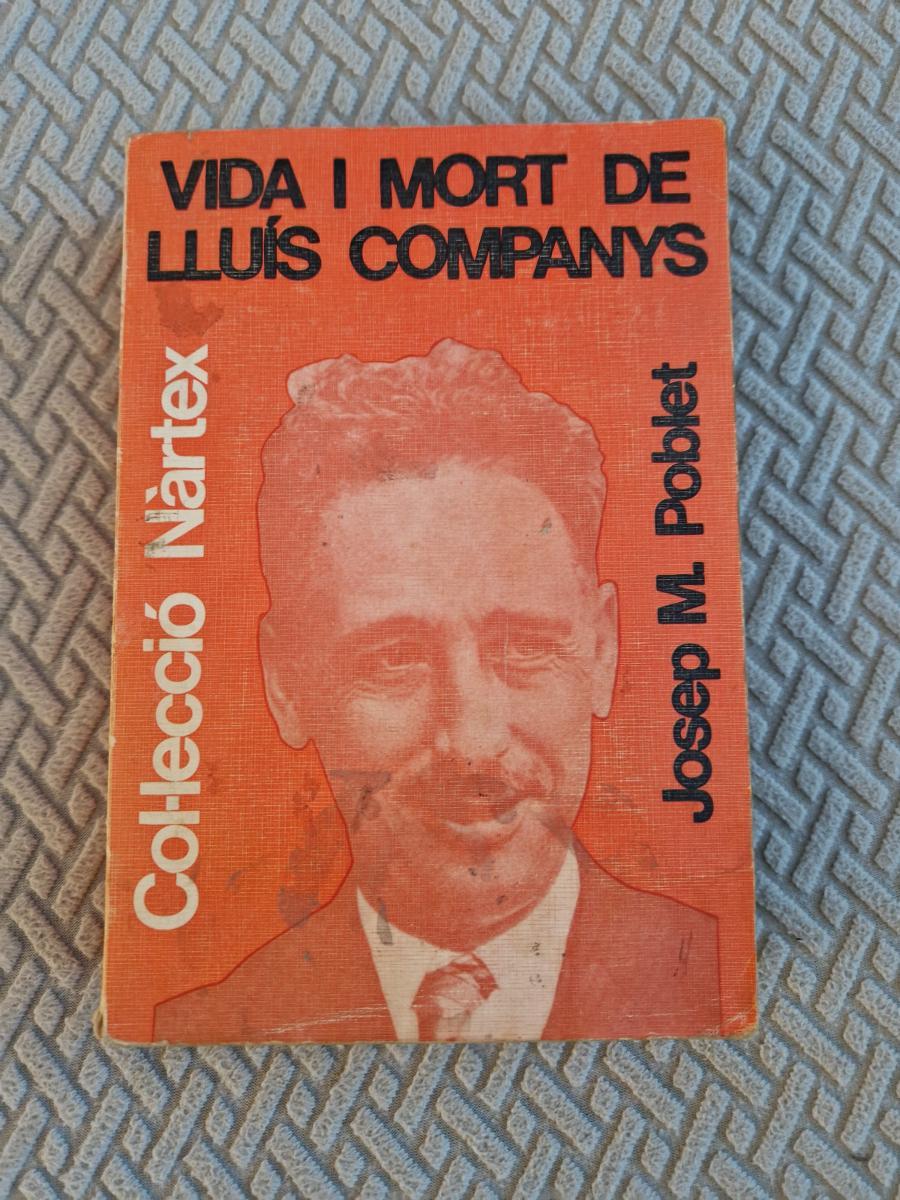 VIDA I MORT DE
LLUÍS COMPANYS
Col·lecció Nàrtex
Josep M. Poblet